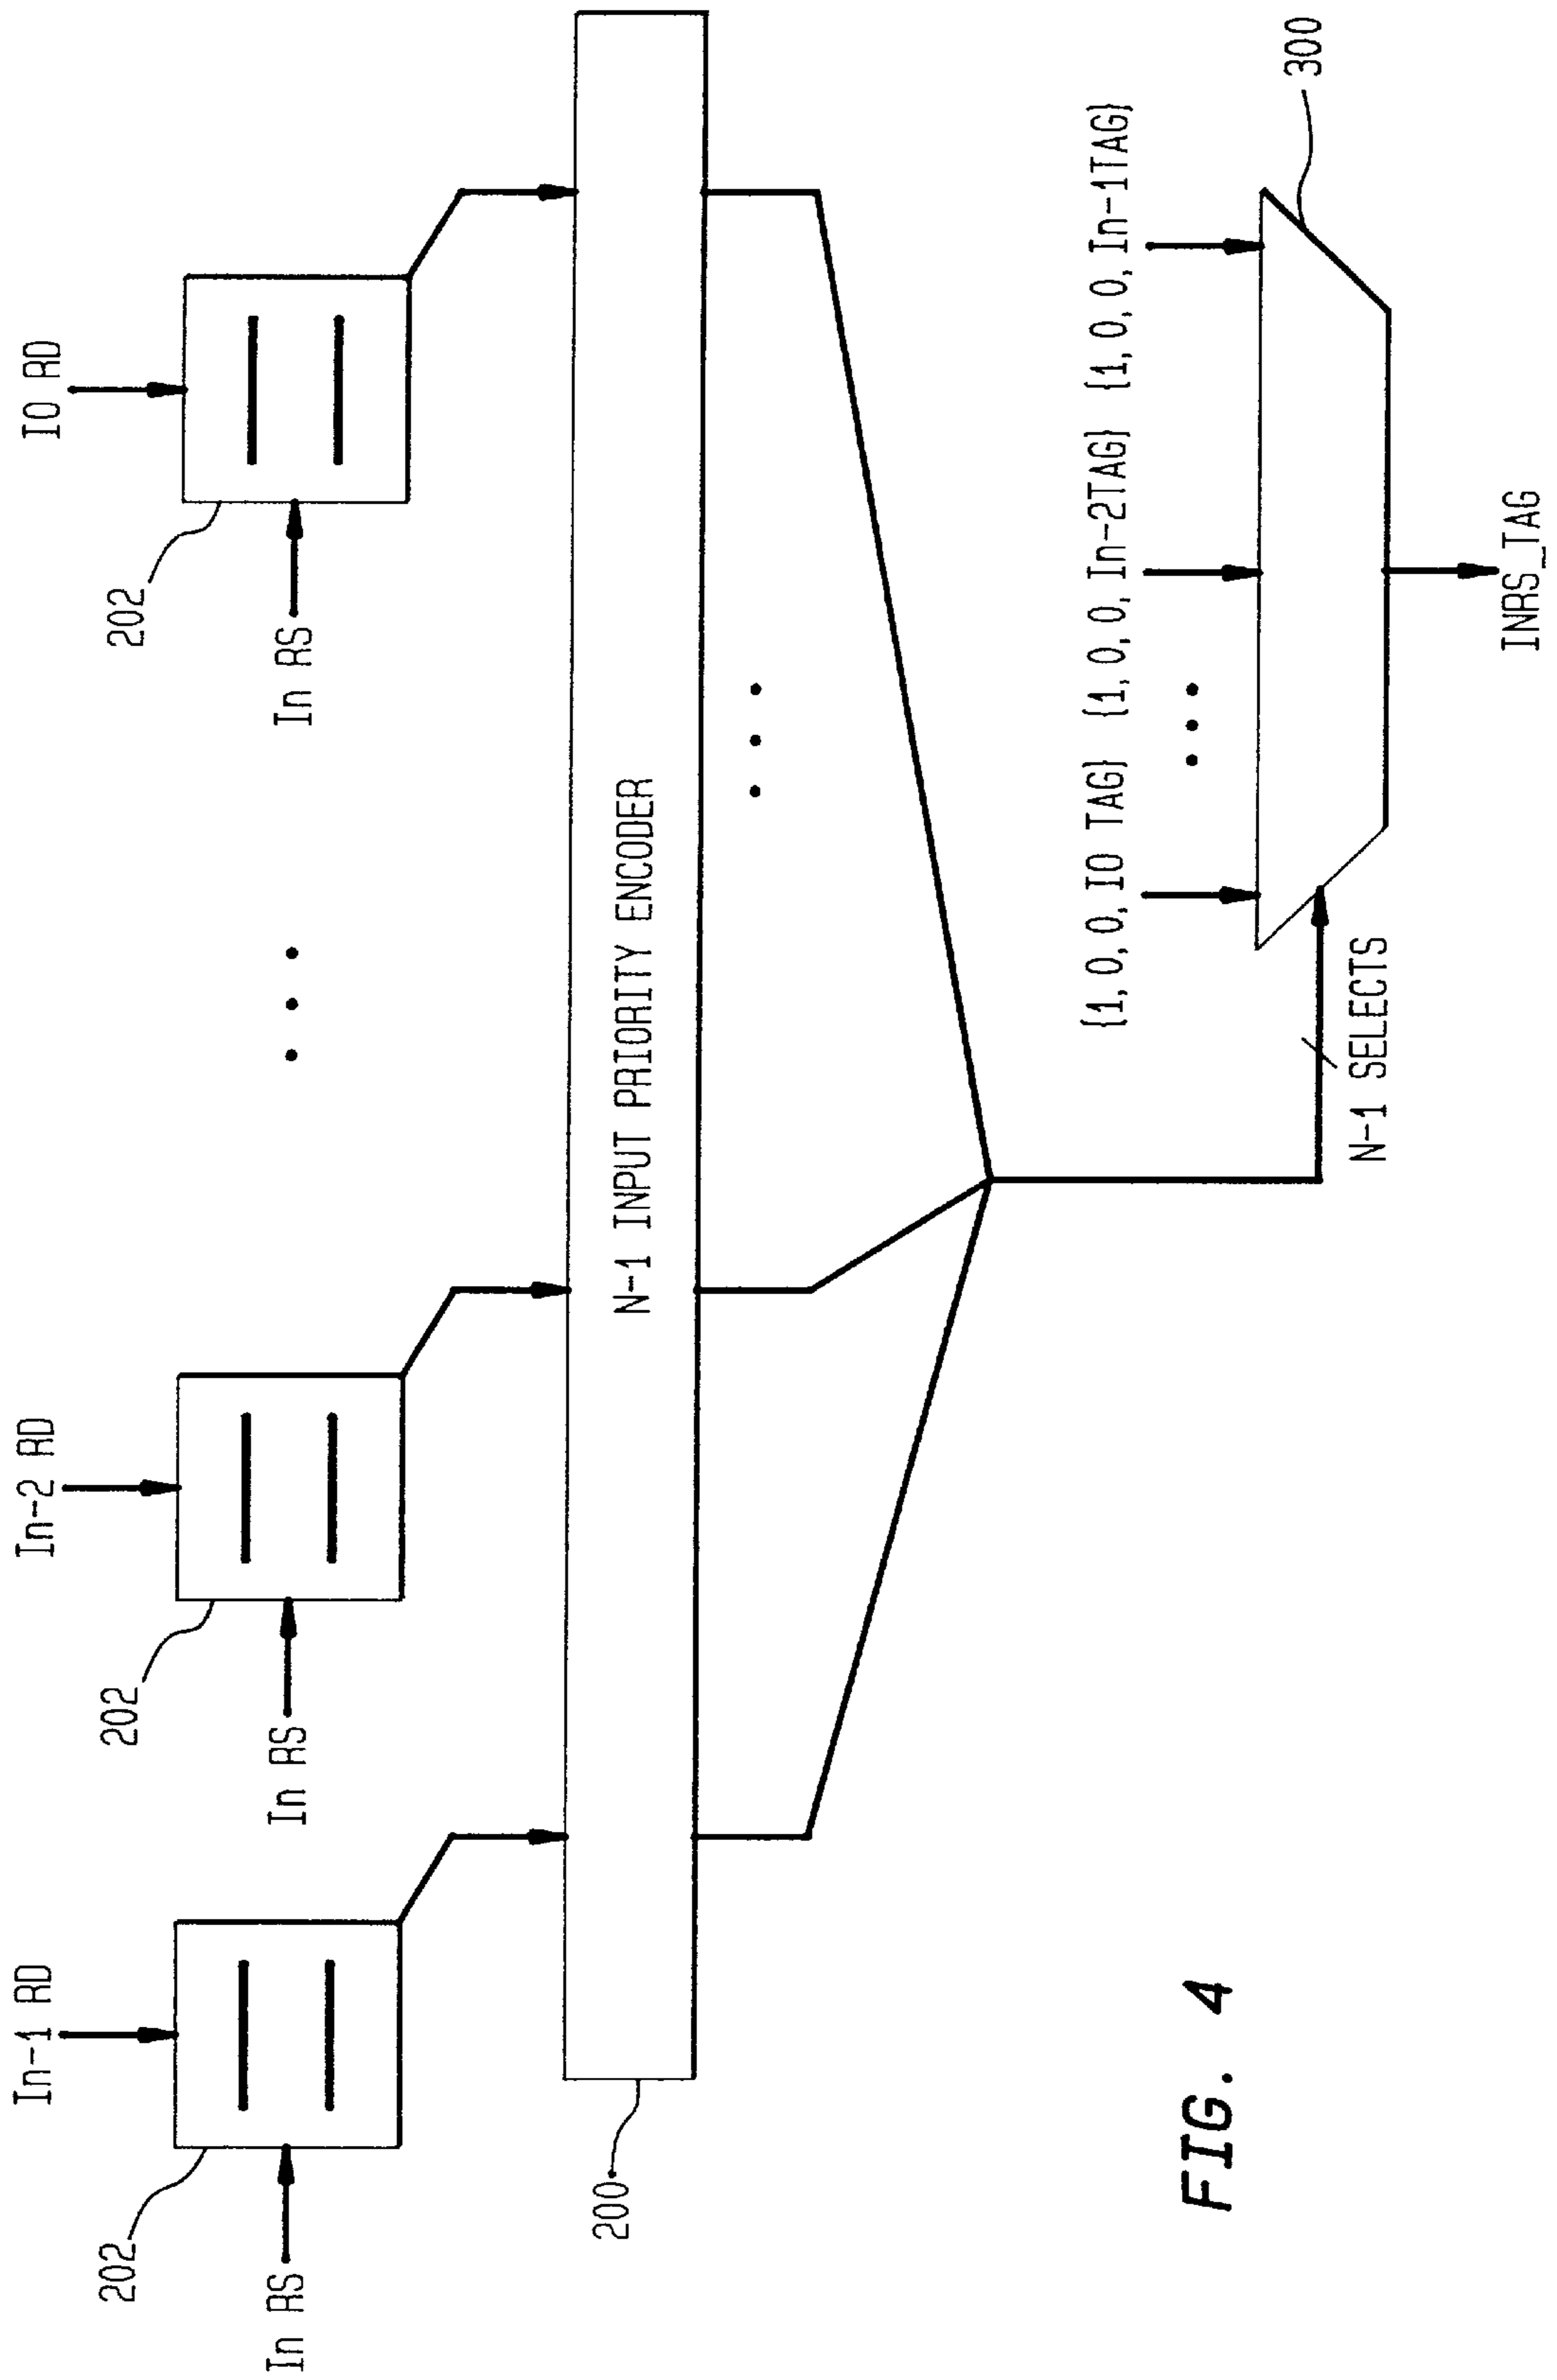 In-1 RD
In-2 RD
IO RD
202
202
202
In RS
In RS
In RS
N-1 INPUT PRIORITY ENCODER
200
{1, 0, 0, IO TAG} {1, 0, 0, In-2TAG} {1, 0, 0, In-1TAG}
300
N-1 SELECTS
INRS_TAG
FIG. 4